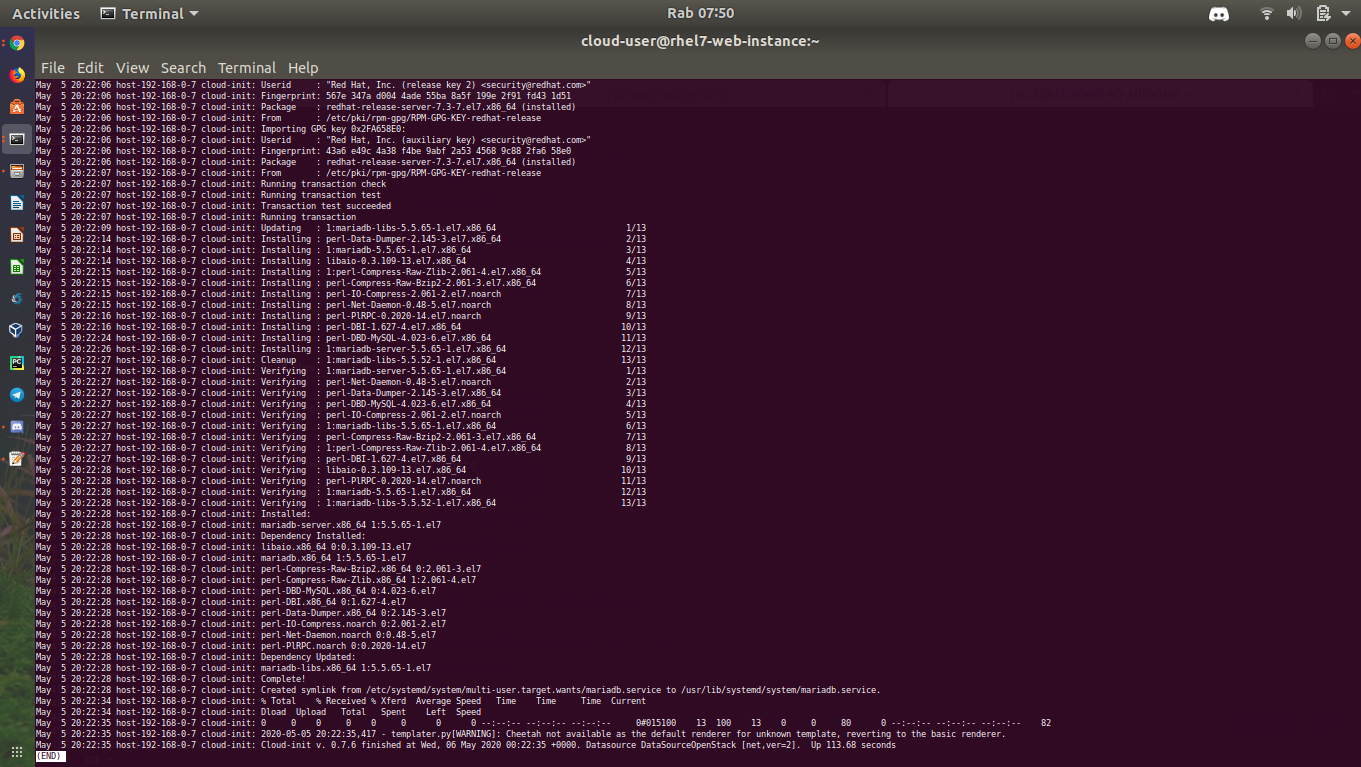 Activities Terminal Rab 07:50
cloud-user@rhel7-web-instance:~
File Edit View Search Terminal Help
May  5 20:22:06 host-192-168-0-7 cloud-init: Userid     : "Red Hat, Inc. (release key 2) <security@redhat.com>"
May  5 20:22:06 host-192-168-0-7 cloud-init: Fingerprint: 567e 347a d004 4ade 55ba 8a5f 199e 2f91 fd43 1d51
May  5 20:22:06 host-192-168-0-7 cloud-init: Package    : redhat-release-server-7.3-7.el7.x86_64 (installed)
May  5 20:22:06 host-192-168-0-7 cloud-init: From       : /etc/pki/rpm-gpg/RPM-GPG-KEY-redhat-release
May  5 20:22:06 host-192-168-0-7 cloud-init: Importing GPG key 0x2FA658E0:
May  5 20:22:06 host-192-168-0-7 cloud-init: Userid     : "Red Hat, Inc. (auxiliary key) <security@redhat.com>"
May  5 20:22:06 host-192-168-0-7 cloud-init: Fingerprint: 43a6 e49c 4a38 f4be 9abf 2a53 4568 9c88 2fa6 58e0
May  5 20:22:06 host-192-168-0-7 cloud-init: Package    : redhat-release-server-7.3-7.el7.x86_64 (installed)
May  5 20:22:07 host-192-168-0-7 cloud-init: From       : /etc/pki/rpm-gpg/RPM-GPG-KEY-redhat-release
May  5 20:22:07 host-192-168-0-7 cloud-init: Running transaction check
May  5 20:22:07 host-192-168-0-7 cloud-init: Running transaction test
May  5 20:22:07 host-192-168-0-7 cloud-init: Transaction test succeeded
May  5 20:22:07 host-192-168-0-7 cloud-init: Running transaction
May  5 20:22:09 host-192-168-0-7 cloud-init: Updating   : 1:mariadb-libs-5.5.65-1.el7.x86_64 1/13
May  5 20:22:14 host-192-168-0-7 cloud-init: Installing : perl-Data-Dumper-2.145-3.el7.x86_64 2/13
May  5 20:22:14 host-192-168-0-7 cloud-init: Installing : 1:mariadb-5.5.65-1.el7.x86_64 3/13
May  5 20:22:14 host-192-168-0-7 cloud-init: Installing : libaio-0.3.109-13.el7.x86_64 4/13
May  5 20:22:15 host-192-168-0-7 cloud-init: Installing : 1:perl-Compress-Raw-Zlib-2.061-4.el7.x86_64 5/13
May  5 20:22:15 host-192-168-0-7 cloud-init: Installing : perl-Compress-Raw-Bzip2-2.061-3.el7.x86_64 6/13
May  5 20:22:15 host-192-168-0-7 cloud-init: Installing : perl-IO-Compress-2.061-2.el7.noarch 7/13
May  5 20:22:15 host-192-168-0-7 cloud-init: Installing : perl-Net-Daemon-0.48-5.el7.noarch 8/13
May  5 20:22:16 host-192-168-0-7 cloud-init: Installing : perl-PlRPC-0.2020-14.el7.noarch 9/13
May  5 20:22:16 host-192-168-0-7 cloud-init: Installing : perl-DBI-1.627-4.el7.x86_64 10/13
May  5 20:22:24 host-192-168-0-7 cloud-init: Installing : perl-DBD-MySQL-4.023-6.el7.x86_64 11/13
May  5 20:22:26 host-192-168-0-7 cloud-init: Installing : 1:mariadb-server-5.5.65-1.el7.x86_64 12/13
May  5 20:22:27 host-192-168-0-7 cloud-init: Cleanup    : 1:mariadb-libs-5.5.52-1.el7.x86_64 13/13
May  5 20:22:27 host-192-168-0-7 cloud-init: Verifying  : 1:mariadb-server-5.5.65-1.el7.x86_64 1/13
May  5 20:22:27 host-192-168-0-7 cloud-init: Verifying  : perl-Net-Daemon-0.48-5.el7.noarch 2/13
May  5 20:22:27 host-192-168-0-7 cloud-init: Verifying  : perl-Data-Dumper-2.145-3.el7.x86_64 3/13
May  5 20:22:27 host-192-168-0-7 cloud-init: Verifying  : perl-DBD-MySQL-4.023-6.el7.x86_64 4/13
May  5 20:22:27 host-192-168-0-7 cloud-init: Verifying  : perl-IO-Compress-2.061-2.el7.noarch 5/13
May  5 20:22:27 host-192-168-0-7 cloud-init: Verifying  : 1:mariadb-libs-5.5.65-1.el7.x86_64 6/13
May  5 20:22:27 host-192-168-0-7 cloud-init: Verifying  : perl-Compress-Raw-Bzip2-2.061-3.el7.x86_64 7/13
May  5 20:22:27 host-192-168-0-7 cloud-init: Verifying  : 1:perl-Compress-Raw-Zlib-2.061-4.el7.x86_64 8/13
May  5 20:22:27 host-192-168-0-7 cloud-init: Verifying  : perl-DBI-1.627-4.el7.x86_64 9/13
May  5 20:22:28 host-192-168-0-7 cloud-init: Verifying  : libaio-0.3.109-13.el7.x86_64 10/13
May  5 20:22:28 host-192-168-0-7 cloud-init: Verifying  : perl-PlRPC-0.2020-14.el7.noarch 11/13
May  5 20:22:28 host-192-168-0-7 cloud-init: Verifying  : 1:mariadb-5.5.65-1.el7.x86_64 12/13
May  5 20:22:28 host-192-168-0-7 cloud-init: Verifying  : 1:mariadb-libs-5.5.52-1.el7.x86_64 13/13
May  5 20:22:28 host-192-168-0-7 cloud-init: Installed:
May  5 20:22:28 host-192-168-0-7 cloud-init: mariadb-server.x86_64 1:5.5.65-1.el7
May  5 20:22:28 host-192-168-0-7 cloud-init: Dependency Installed:
May  5 20:22:28 host-192-168-0-7 cloud-init: libaio.x86_64 0:0.3.109-13.el7
May  5 20:22:28 host-192-168-0-7 cloud-init: mariadb.x86_64 1:5.5.65-1.el7
May  5 20:22:28 host-192-168-0-7 cloud-init: perl-Compress-Raw-Bzip2.x86_64 0:2.061-3.el7
May  5 20:22:28 host-192-168-0-7 cloud-init: perl-Compress-Raw-Zlib.x86_64 1:2.061-4.el7
May  5 20:22:28 host-192-168-0-7 cloud-init: perl-DBD-MySQL.x86_64 0:4.023-6.el7
May  5 20:22:28 host-192-168-0-7 cloud-init: perl-DBI.x86_64 0:1.627-4.el7
May  5 20:22:28 host-192-168-0-7 cloud-init: perl-Data-Dumper.x86_64 0:2.145-3.el7
May  5 20:22:28 host-192-168-0-7 cloud-init: perl-IO-Compress.noarch 0:2.061-2.el7
May  5 20:22:28 host-192-168-0-7 cloud-init: perl-Net-Daemon.noarch 0:0.48-5.el7
May  5 20:22:28 host-192-168-0-7 cloud-init: perl-PlRPC.noarch 0:0.2020-14.el7
May  5 20:22:28 host-192-168-0-7 cloud-init: Dependency Updated:
May  5 20:22:28 host-192-168-0-7 cloud-init: mariadb-libs.x86_64 1:5.5.65-1.el7
May  5 20:22:28 host-192-168-0-7 cloud-init: Complete!
May  5 20:22:28 host-192-168-0-7 cloud-init: Created symlink from /etc/systemd/system/multi-user.target.wants/mariadb.service to /usr/lib/systemd/system/mariadb.service.
May  5 20:22:34 host-192-168-0-7 cloud-init: % Total    % Received % Xferd  Average Speed   Time    Time     Time  Current
May  5 20:22:34 host-192-168-0-7 cloud-init: Dload  Upload   Total   Spent    Left  Speed
May  5 20:22:35 host-192-168-0-7 cloud-init: 0     0    0     0    0     0      0      0 --:--:-- --:--:-- --:--:--     0#015100    13  100    13    0     0     80      0 --:--:-- --:--:-- --:--:--    82
May  5 20:22:35 host-192-168-0-7 cloud-init: 2020-05-05 20:22:35,417 - templater.py[WARNING]: Cheetah not available as the default renderer for unknown template, reverting to the basic renderer.
May  5 20:22:35 host-192-168-0-7 cloud-init: Cloud-init v. 0.7.6 finished at Wed, 06 May 2020 00:22:35 +0000. Datasource DataSourceOpenStack [net,ver=2].  Up 113.68 seconds
(END)